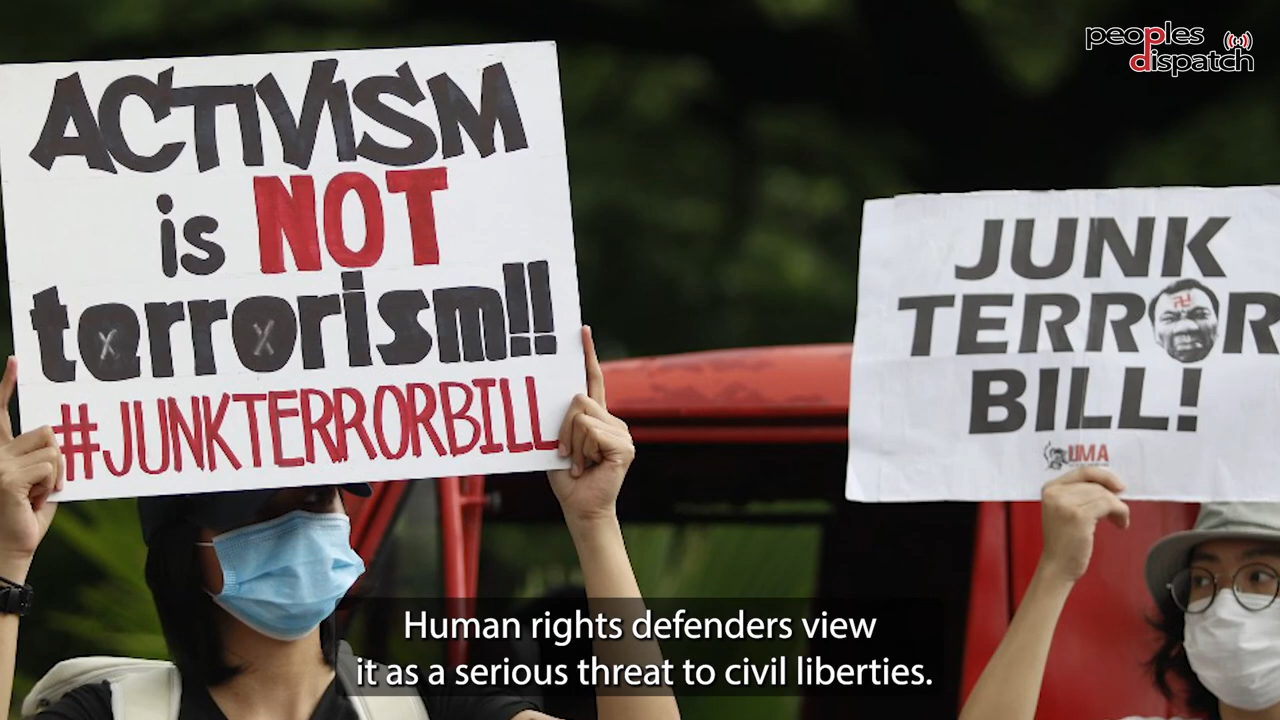 peoples
dispatch
ACTIVISM
is NOT
terrorism!!
#JUNKTERRORBILL
JUNK
TERROR
BILL!
UMA
Human rights defenders view
it as a serious threat to civil liberties.